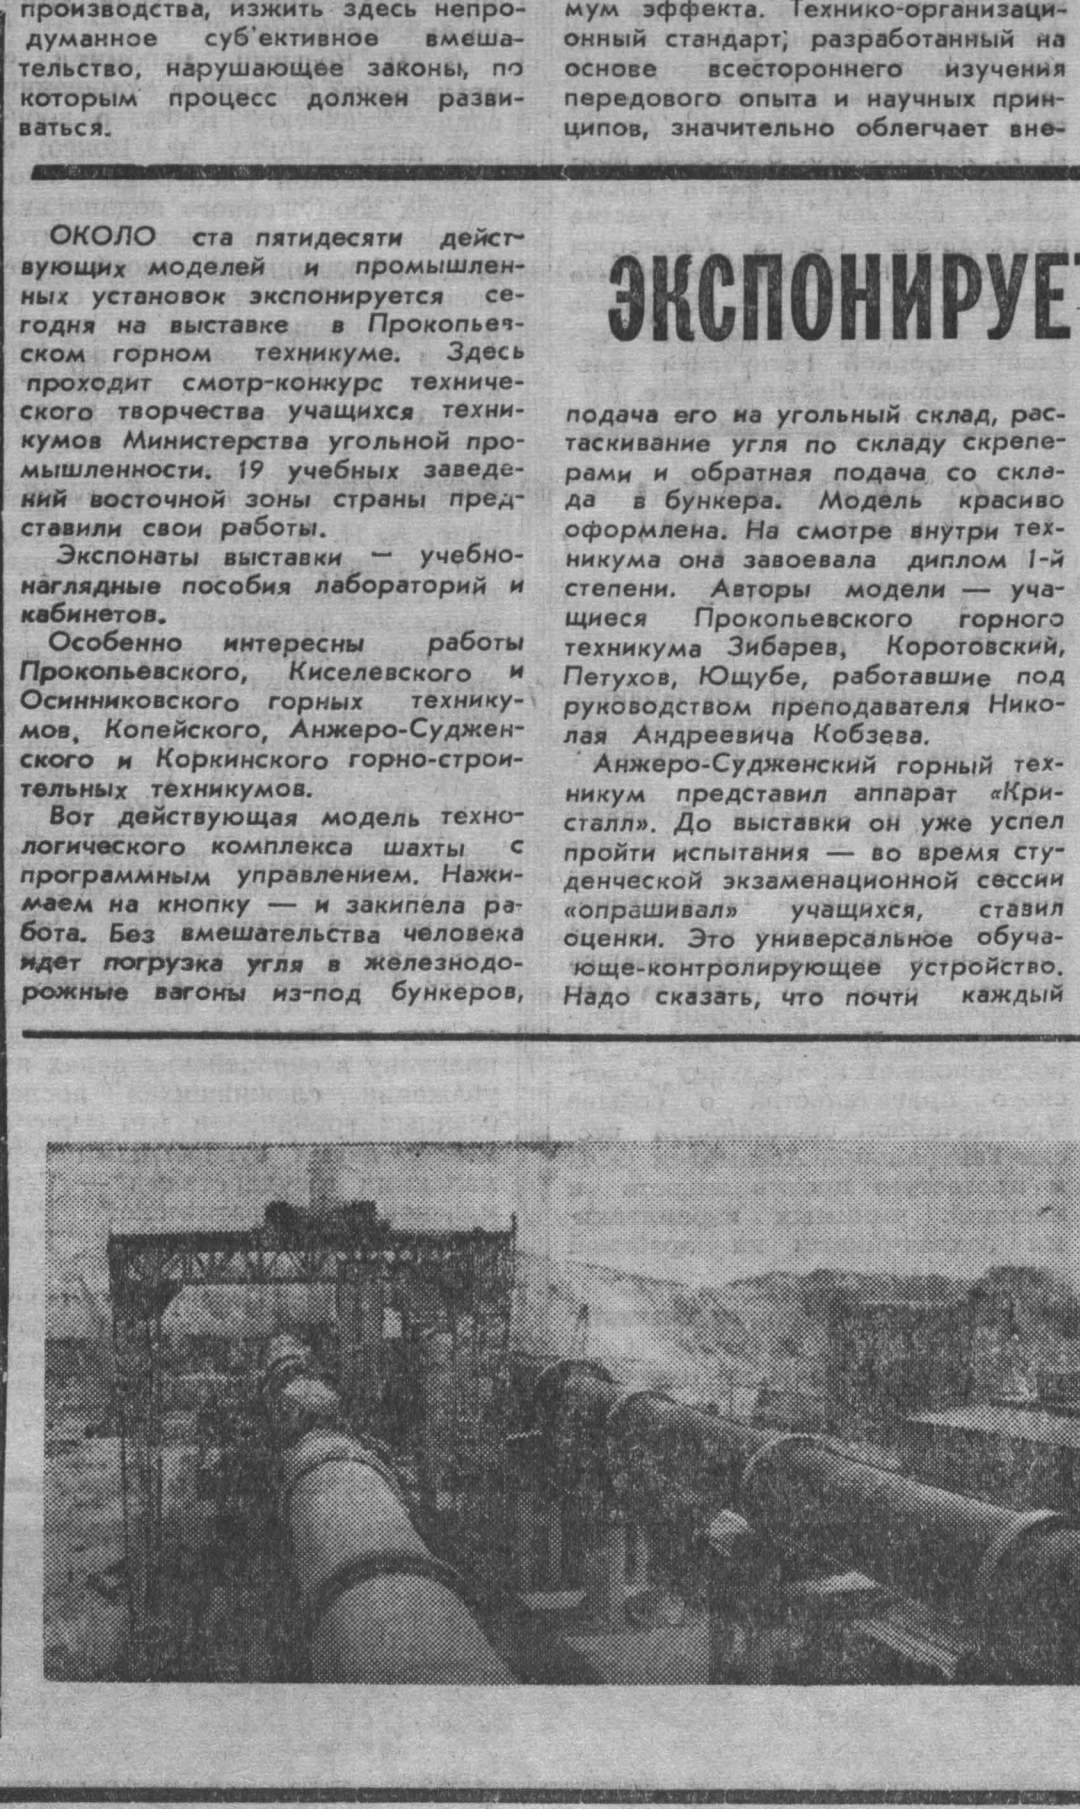 производства, изжить здесь непро-
думанное суб'ективное вмеша-
тельство, нарушающее законы, по
которым процесс должен разви-
ваться.
мум эффекта. Технико-организаци-
онный стандарт, разработанный на
основе всестороннего изучения
передового опыта и научных прин-
ципов, значительно облегчает вне-
ЭКСПОНИРУЕТ
ОКОЛО ста пятидесяти дейст-
вующих моделей и промышлен-
ных установок экспонируется се-
годня на выставке в Прокопьев-
ском горном техникуме. Здесь
проходит смотр-конкурс техниче-
ского творчества учащихся техни-
кумов Министерства угольной про-
мышленности. 19 учебных заведе-
ний восточной зоны страны пред-
ставили свои работы.
Экспонаты выставки — учебно-
наглядные пособия лабораторий и
кабинетов.
Особенно интересны работы
Прокопьевского, Киселевского и
Осинниковского горных технику-
мов, Копейского, Анжеро-Суджен-
ского и Коркинского горно-строи-
тельных техникумов.
Вот действующая модель техно-
логического комплекса шахты с
программным управлением. Нажи-
маем на кнопку — и закипела ра-
бота. Без вмешательства человека
идет погрузка угля в железнодо-
рожные вагоны из-под бункеров,
подача его на угольный склад, рас-
таскивание угля по складу скрепе-
рами и обратная подача со скла-
да в бункера. Модель красиво
оформлена. На смотре внутри тех-
никума она завоевала диплом 1-й
степени. Авторы модели — уча-
щиеся Прокопьевского горного
техникума Зибарев, Коротовский,
Петухов, Ющубе, работавшие под
руководством преподавателя Нико-
лая Андреевича Кобзева.
Анжеро-Судженский горный тех-
никум представил аппарат «Кри-
сталл». До выставки он уже успел
пройти испытания — во время сту-
денческой экзаменационной сессии
«опрашивал» учащихся, ставил
оценки. Это универсальное обуча-
юще-контролирующее устройство.
Надо сказать, что почти каждый